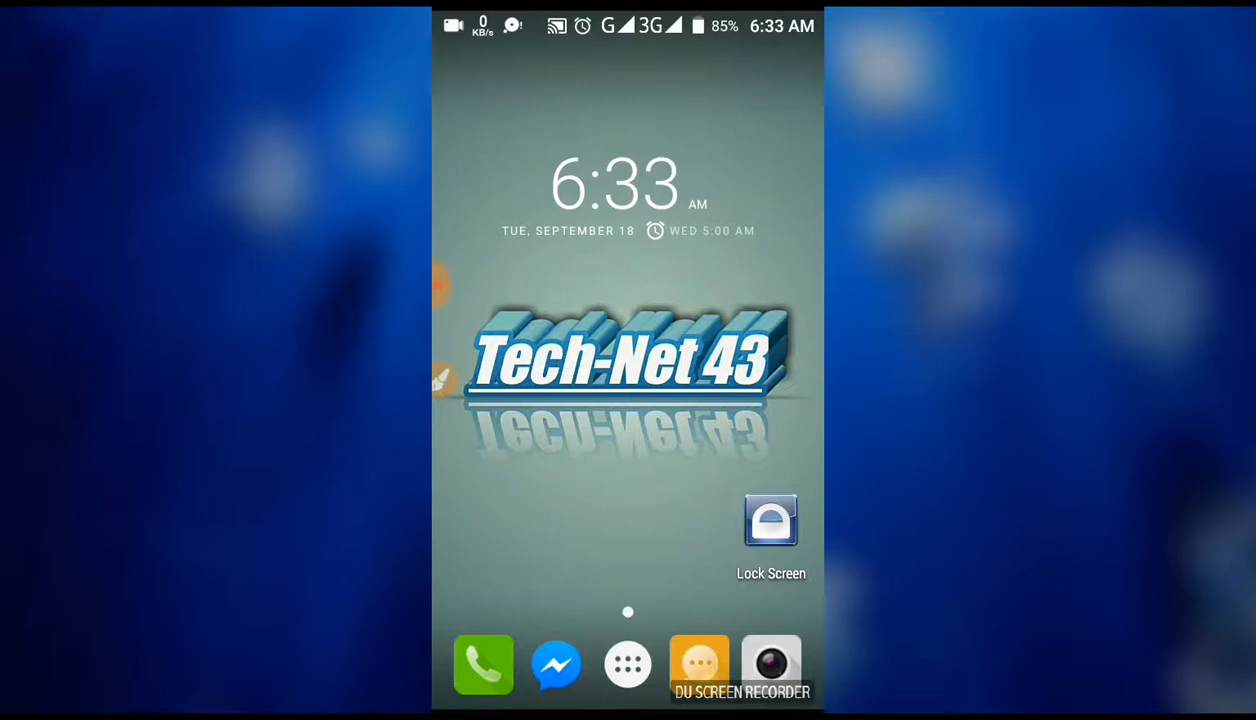 0
KB/s
G 3G 85% 6:33 AM
6:33 AM
TUE, SEPTEMBER 18 WED 5:00 AM
Tech-Net 43
Lock Screen
DU SCREEN RECORDER